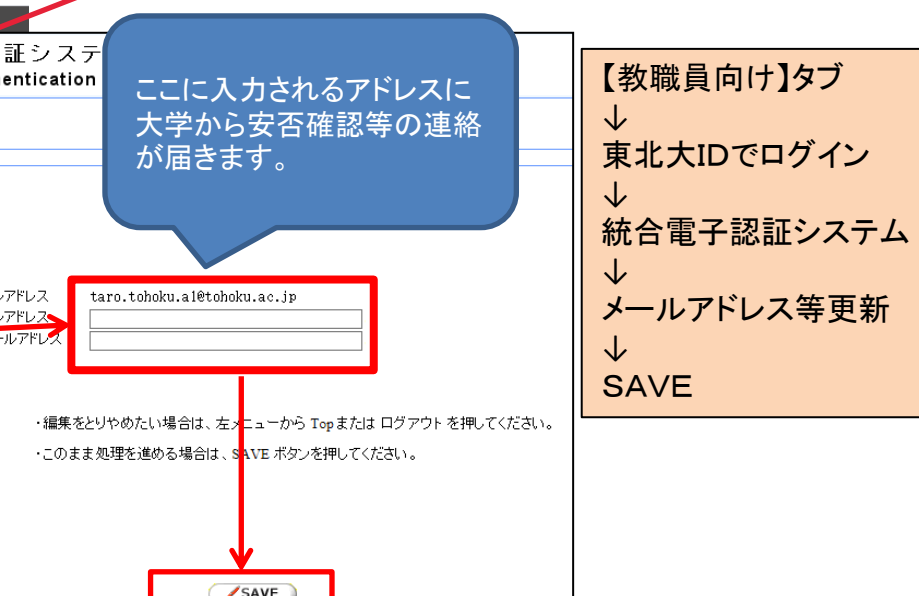 証システ
entication
ここに入力されるアドレスに
大学から安否確認等の連絡
が届きます。
【教職員向け】タブ
↓
東北大IDでログイン
↓
統合電子認証システム
↓
メールアドレス等更新
↓
SAVE
ルアドレス taro.tohoku.a1@tohoku.ac.jp
ルアドレス
ールアドレス
・編集をとりやめたい場合は、左メニューから Top または ログアウト を押してください。
・このまま処理を進める場合は、SAVE ボタンを押してください。
SAVE